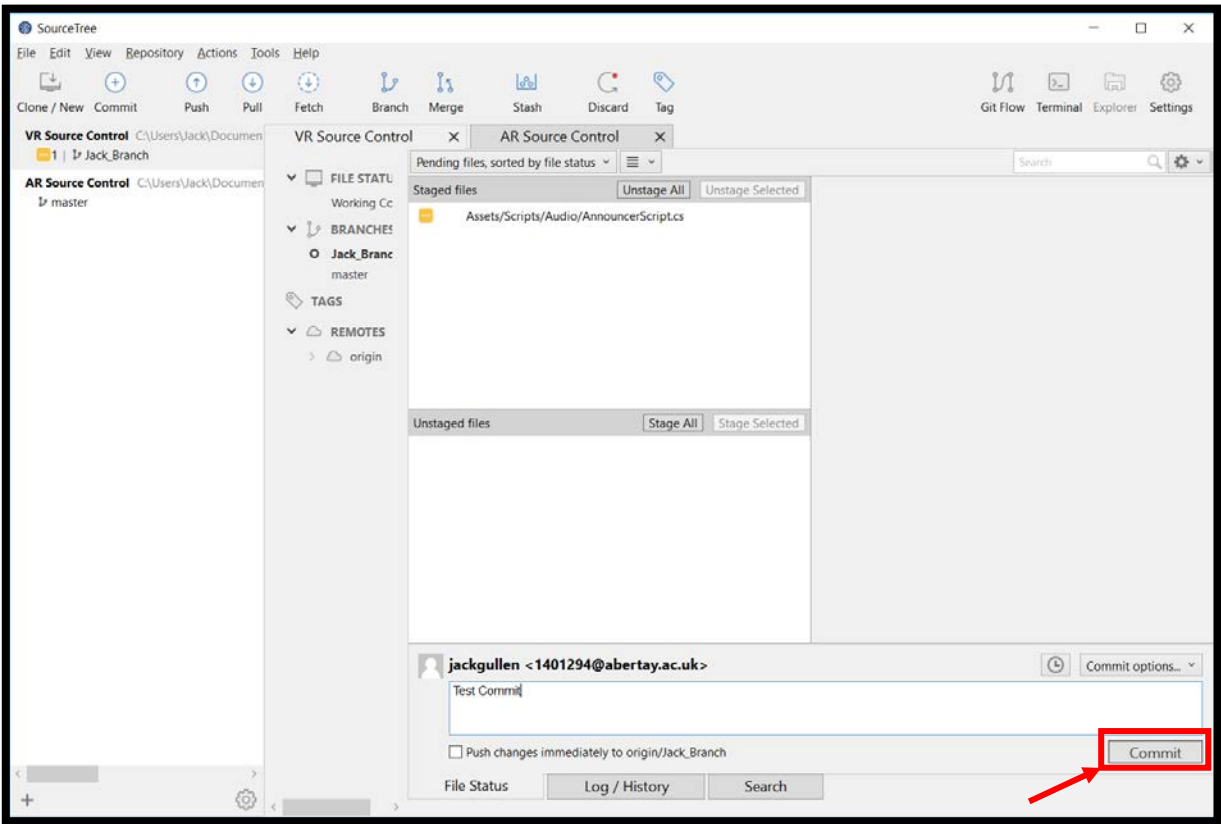 SourceTree
File Edit View Repository Actions Tools Help
Clone / New Commit Push Pull Fetch Branch Merge Stash Discard Tag Git Flow Terminal Explorer Settings
VR Source Control C:\Users\Jack\Documen
1 Jack_Branch
AR Source Control C:\Users\Jack\Documen
master
VR Source Control AR Source Control
FILE STATU
Working Cc
BRANCHES
Jack_Branc
master
TAGS
REMOTES
origin
Pending files, sorted by file status
Search
Staged files Unstage All Unstage Selected
Assets/Scripts/Audio/AnnouncerScript.cs
Unstaged files Stage All Stage Selected
jackgullen <1401294@abertay.ac.uk>
Commit options...
Test Commit
Push changes immediately to origin/Jack_Branch
Commit
File Status Log / History Search